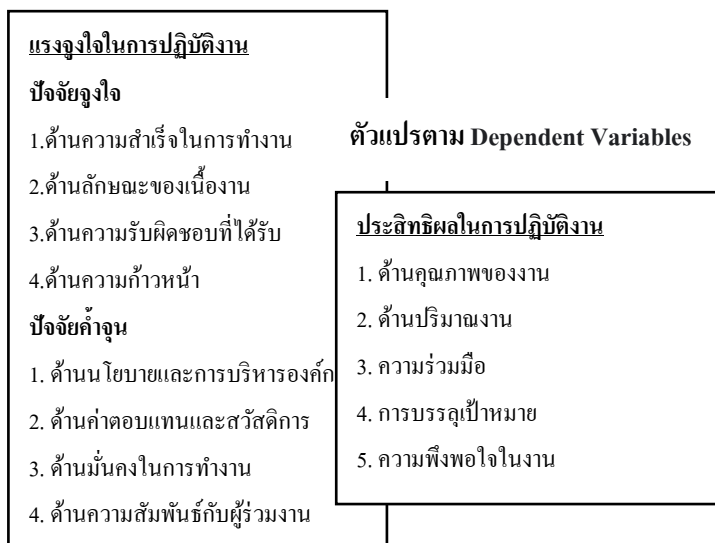 แรงจูงใจในการปฏิบัติงาน
ปัจจัยจูงใจ
1.ด้านความสำเร็จในการทำงาน
2.ด้านลักษณะของเนื้องาน
3.ด้านความรับผิดชอบที่ได้รับ
4.ด้านความก้าวหน้า
ปัจจัยค้ำจุน
1. ด้านนโยบายและการบริหารองค์ก
2. ด้านค่าตอบแทนและสวัสดิการ
3. ด้านมั่นคงในการทำงาน
4. ด้านความสัมพันธ์กับผู้ร่วมงาน
ตัวแปรตาม Dependent Variables
ประสิทธิผลในการปฏิบัติงาน
1. ด้านคุณภาพของงาน
2. ด้านปริมาณงาน
3. ความร่วมมือ
4. การบรรลุเป้าหมาย
5. ความพึงพอใจในงาน